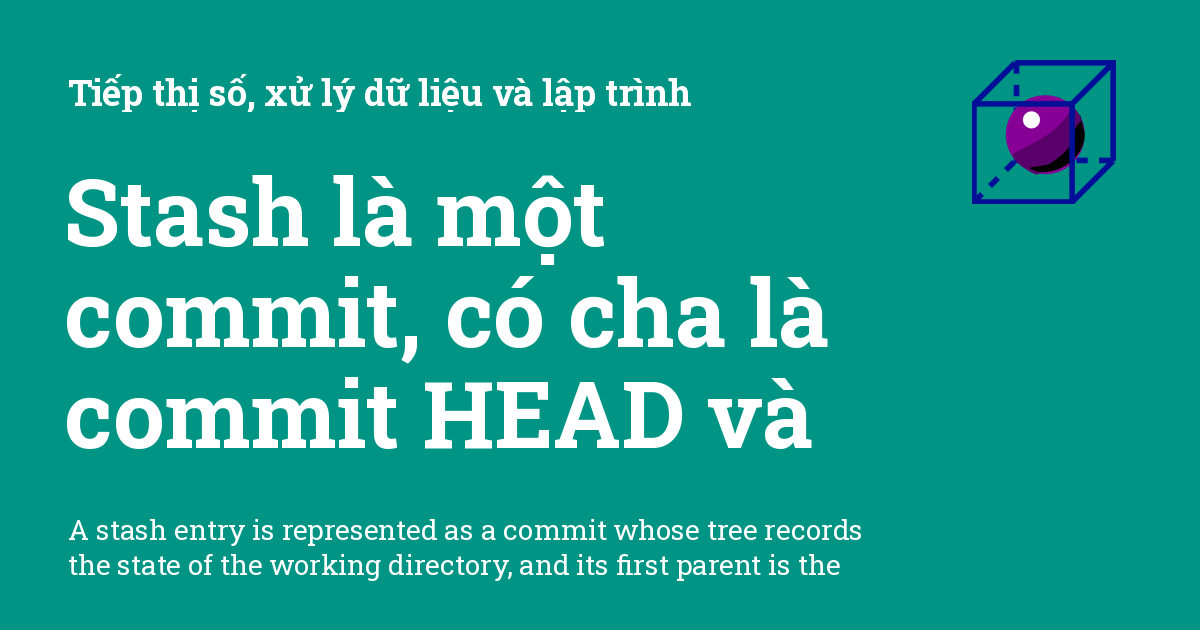 Tiếp thị số, xử lý dữ liệu và lập trình
Stash là một
commit, có cha là
commit HEAD và
A stash entry is represented as a commit whose tree records
the state of the working directory, and its first parent is the